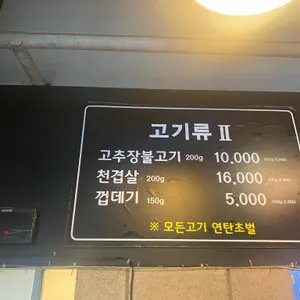 고기류 Ⅱ
고추장불고기 200g 10,000
천겹살 200g 16,000
껍데기 150g 5,000
※ 모든고기 연탄초벌